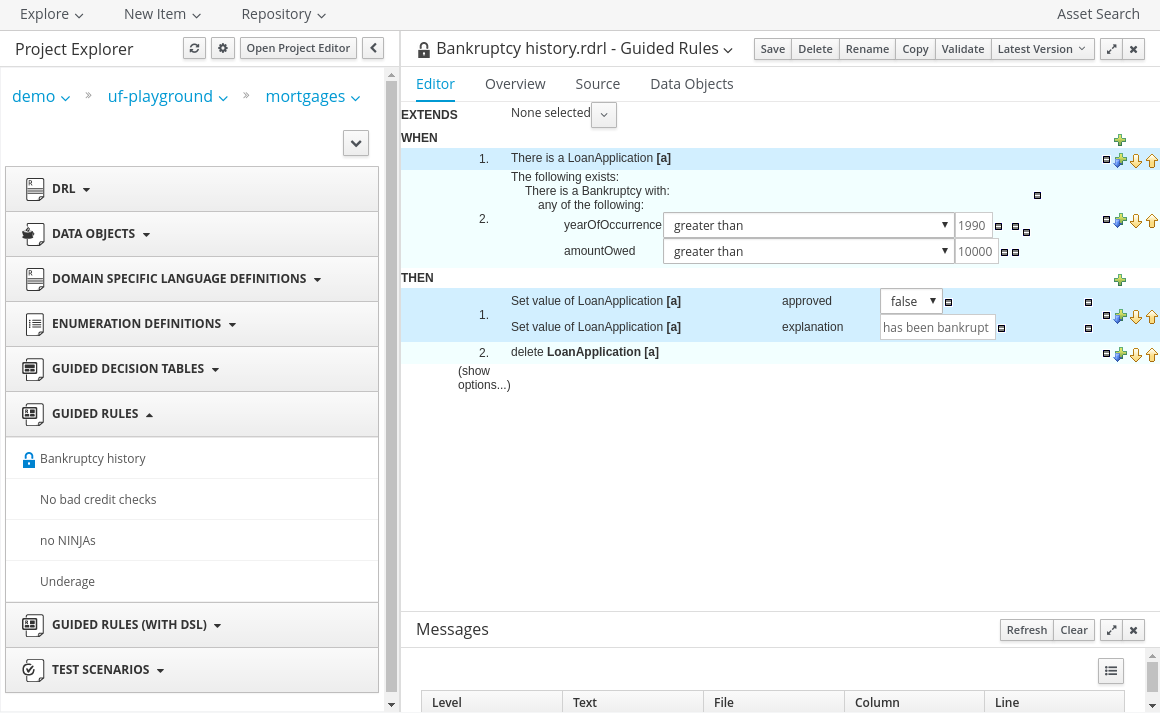 Explore New Item Repository Asset Search
Project Explorer Open Project Editor
demo » uf-playground » mortgages
DRL
DATA OBJECTS
DOMAIN SPECIFIC LANGUAGE DEFINITIONS
ENUMERATION DEFINITIONS
GUIDED DECISION TABLES
GUIDED RULES
Bankruptcy history
No bad credit checks
no NINJAs
Underage
GUIDED RULES (WITH DSL)
TEST SCENARIOS
Bankruptcy history.rdrl - Guided Rules Save Delete Rename Copy Validate Latest Version
Editor Overview Source Data Objects
EXTENDS None selected
WHEN
1. There is a LoanApplication [a]
2. The following exists:
There is a Bankruptcy with:
any of the following:
yearOfOccurrence greater than 1990
amountOwed greater than 10000
THEN
1. Set value of LoanApplication [a] approved false
Set value of LoanApplication [a] explanation has been bankrupt
2. delete LoanApplication [a]
(show
options...)
Messages Refresh Clear
Level Text File Column Line